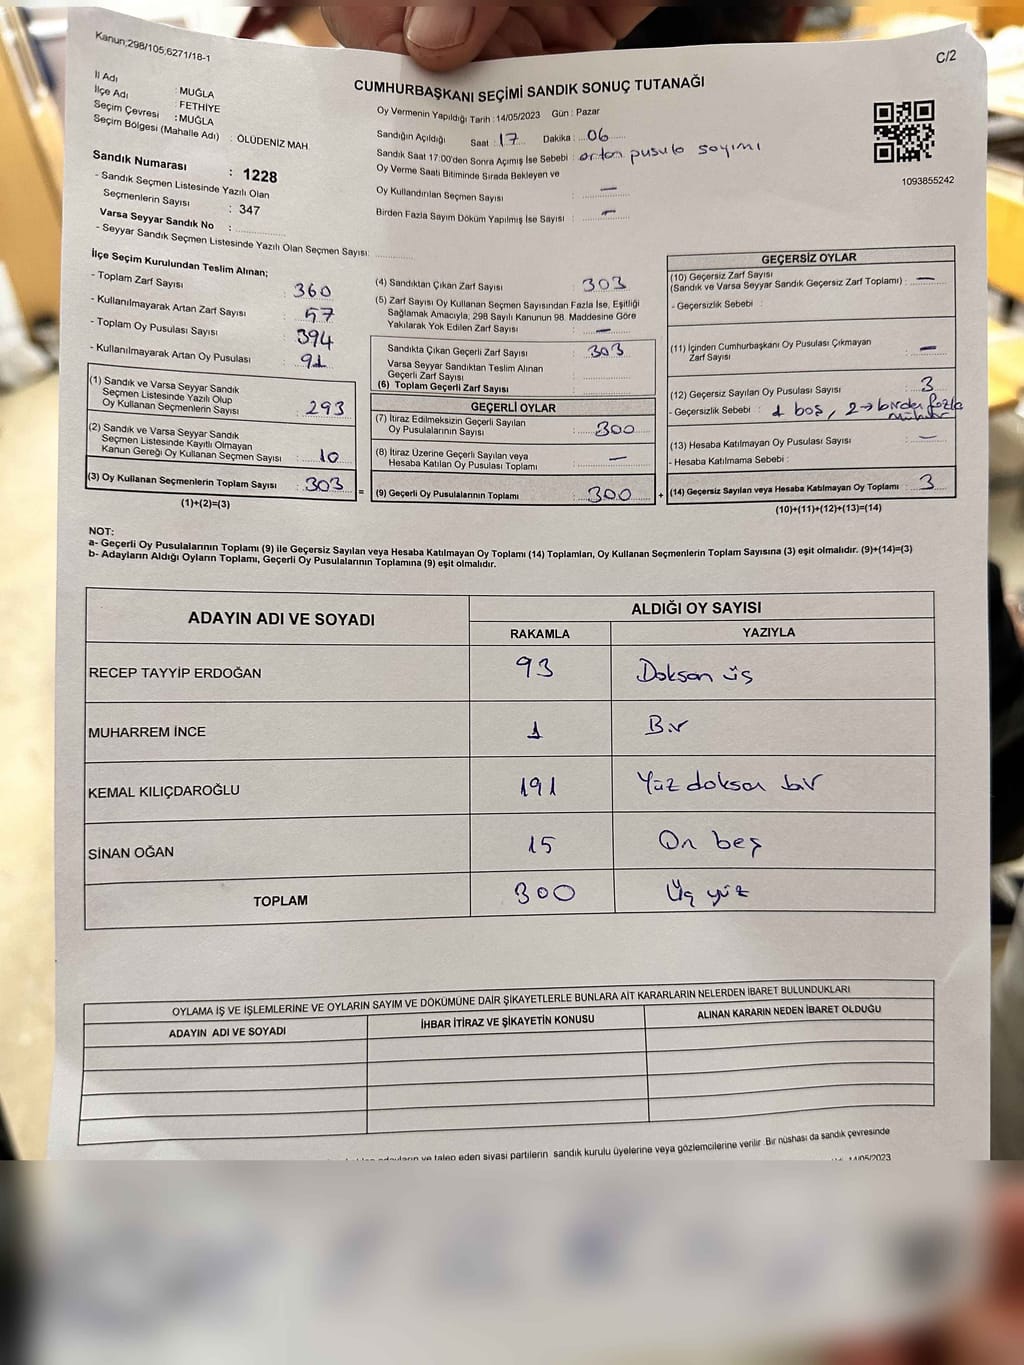 Kanun;298/105,6271/18-1
C/2
İl Adı : MUĞLA
İlçe Adı : FETHİYE
Seçim Çevresi : MUĞLA
Seçim Bölgesi (Mahalle Adı) : ÖLÜDENİZ MAH.
Sandık Numarası : 1228
- Sandık Seçmen Listesinde Yazılı Olan
Seçmenlerin Sayısı : 347
Varsa Seyyar Sandık No :
- Seyyar Sandık Seçmen Listesinde Yazılı Olan Seçmen Sayısı:
CUMHURBAŞKANI SEÇİMİ SANDIK SONUÇ TUTANAĞI
Oy Vermenin Yapıldığı Tarih : 14/05/2023 Gün : Pazar
Sandığın Açıldığı Saat : 17 Dakika : 06
Sandık Saat 17:00'den Sonra Açımış İse Sebebi : artan pusula sayımı
Oy Verme Saati Bitiminde Sırada Bekleyen ve
Oy Kullandırılan Seçmen Sayısı : —
Birden Fazla Sayım Döküm Yapılmış İse Sayısı : —
1093855242
İlçe Seçim Kurulundan Teslim Alınan;
- Toplam Zarf Sayısı : 360
- Kullanılmayarak Artan Zarf Sayısı : 57
- Toplam Oy Pusulası Sayısı : 394
- Kullanılmayarak Artan Oy Pusulası : 91
(1) Sandık ve Varsa Seyyar Sandık
Seçmen Listesinde Yazılı Olup
Oy Kullanan Seçmenlerin Sayısı : 293
(2) Sandık ve Varsa Seyyar Sandık
Seçmen Listesinde Kayıtlı Olmayan
Kanun Gereği Oy Kullanan Seçmen Sayısı : 10
(3) Oy Kullanan Seçmenlerin Toplam Sayısı : 303
(1)+(2)=(3)
=
(4) Sandıktan Çıkan Zarf Sayısı : 303
(5) Zarf Sayısı Oy Kullanan Seçmen Sayısından Fazla İse, Eşitliği
Sağlamak Amacıyla, 298 Sayılı Kanunun 98. Maddesine Göre
Yakılarak Yok Edilen Zarf Sayısı : —
Sandıkta Çıkan Geçerli Zarf Sayısı : 303
Varsa Seyyar Sandıktan Teslim Alınan
Geçerli Zarf Sayısı :
(6) Toplam Geçerli Zarf Sayısı
GEÇERLİ OYLAR
(7) İtiraz Edilmeksizin Geçerli Sayılan
Oy Pusulalarının Sayısı : 300
(8) İtiraz Üzerine Geçerli Sayılan veya
Hesaba Katılan Oy Pusulası Toplamı : —
(9) Geçerli Oy Pusulalarının Toplamı : 300
+
GEÇERSİZ OYLAR
(10) Geçersiz Zarf Sayısı
(Sandık ve Varsa Seyyar Sandık Geçersiz Zarf Toplamı) : —
- Geçersizlik Sebebi :
(11) İçinden Cumhurbaşkanı Oy Pusulası Çıkmayan
Zarf Sayısı : —
(12) Geçersiz Sayılan Oy Pusulası Sayısı : 3
- Geçersizlik Sebebi : 1 boş, 2→birden fazla
mühür
(13) Hesaba Katılmayan Oy Pusulası Sayısı : —
- Hesaba Katılmama Sebebi :
(14) Geçersiz Sayılan veya Hesaba Katılmayan Oy Toplamı : 3
(10)+(11)+(12)+(13)=(14)
NOT:
a- Geçerli Oy Pusulalarının Toplamı (9) ile Geçersiz Sayılan veya Hesaba Katılmayan Oy Toplamı (14) Toplamları, Oy Kullanan Seçmenlerin Toplam Sayısına (3) eşit olmalıdır. (9)+(14)=(3)
b- Adayların Aldığı Oyların Toplamı, Geçerli Oy Pusulalarının Toplamına (9) eşit olmalıdır.
ADAYIN ADI VE SOYADI ALDIĞI OY SAYISI
RAKAMLA YAZIYLA
RECEP TAYYİP ERDOĞAN 93 Doksan üç
MUHARREM İNCE 1 Bir
KEMAL KILIÇDAROĞLU 191 Yüz doksan bir
SİNAN OĞAN 15 On beş
TOPLAM 300 Üç yüz
OYLAMA İŞ VE İŞLEMLERİNE VE OYLARIN SAYIM VE DÖKÜMÜNE DAİR ŞİKAYETLERLE BUNLARA AİT KARARLARIN NELERDEN İBARET BULUNDUKLARI
ADAYIN ADI VE SOYADI İHBAR İTİRAZ VE ŞİKAYETİN KONUSU ALINAN KARARIN NEDEN İBARET OLDUĞU
ve talep eden siyasi partilerin sandık kurulu üyelerine veya gözlemcilerine verilir. Bir nüshası da sandık çevresinde
14/05/2023